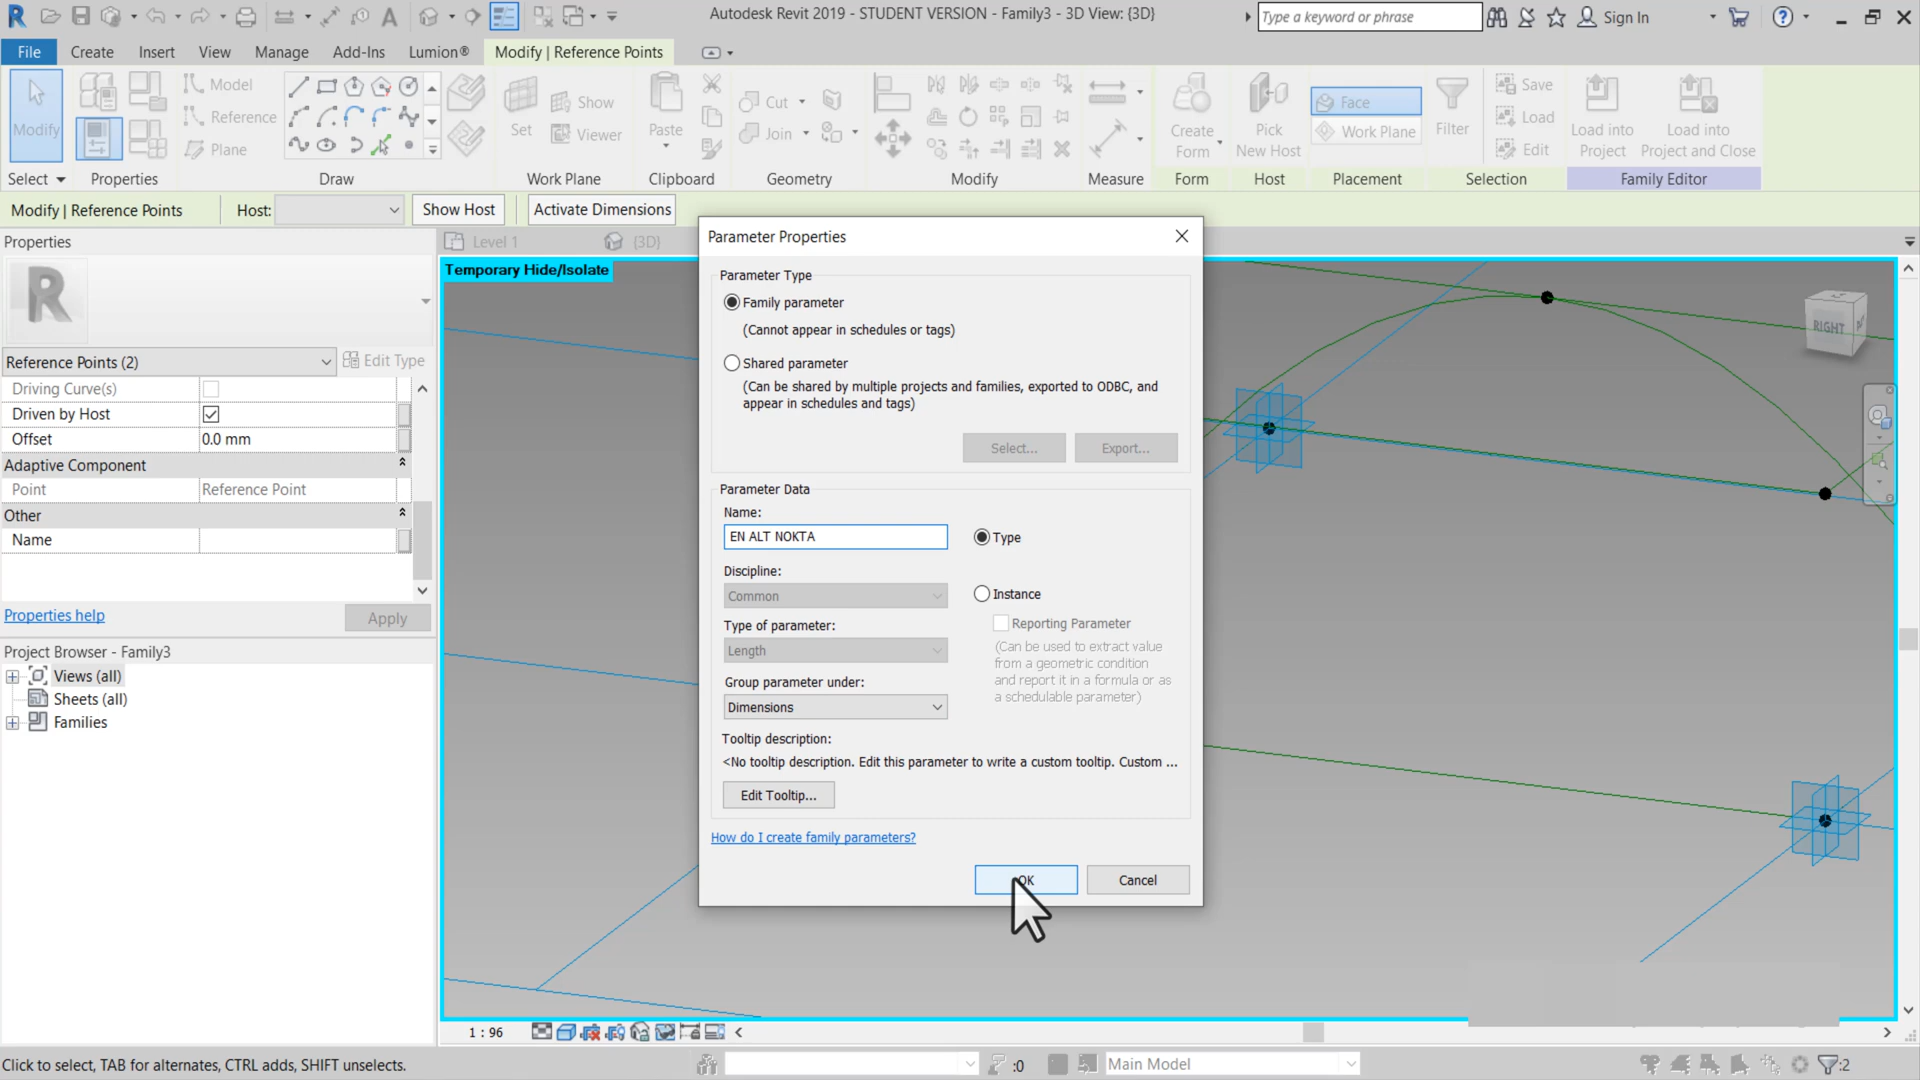 Autodesk Revit 2019 - STUDENT VERSION - Family3 - 3D View: {3D}
Type a keyword or phrase
Sign In
File
Create
Insert
View
Manage
Add-Ins
Lumion®
Modify | Reference Points
Modify
Model
Reference
Plane
Set
Show
Viewer
Paste
Cut
Join
Create
Form
Pick
New Host
Face
Work Plane
Filter
Save
Load
Edit
Load into
Project
Load into
Project and Close
Select
Properties
Draw
Work Plane
Clipboard
Geometry
Modify
Measure
Form
Host
Placement
Selection
Family Editor
Modify | Reference Points
Host:
Show Host
Activate Dimensions
Properties
Level 1
{3D}
Temporary Hide/Isolate
Reference Points (2)
Edit Type
Driving Curve(s)
Driven by Host
Offset
0.0 mm
Adaptive Component
Point
Reference Point
Other
Name
Properties help
Apply
Project Browser - Family3
Views (all)
Sheets (all)
Families
Parameter Properties
Parameter Type
Family parameter
(Cannot appear in schedules or tags)
Shared parameter
(Can be shared by multiple projects and families, exported to ODBC, and
appear in schedules and tags)
Select...
Export...
Parameter Data
Name:
EN ALT NOKTA
Type
Discipline:
Common
Instance
Type of parameter:
Reporting Parameter
Length
(Can be used to extract value
from a geometric condition
and report it in a formula or as
a schedulable parameter)
Group parameter under:
Dimensions
Tooltip description:
<No tooltip description. Edit this parameter to write a custom tooltip. Custom ...
Edit Tooltip...
How do I create family parameters?
OK
Cancel
RIGHT
1 : 96
Click to select, TAB for alternates, CTRL adds, SHIFT unselects.
:0
Main Model
:2